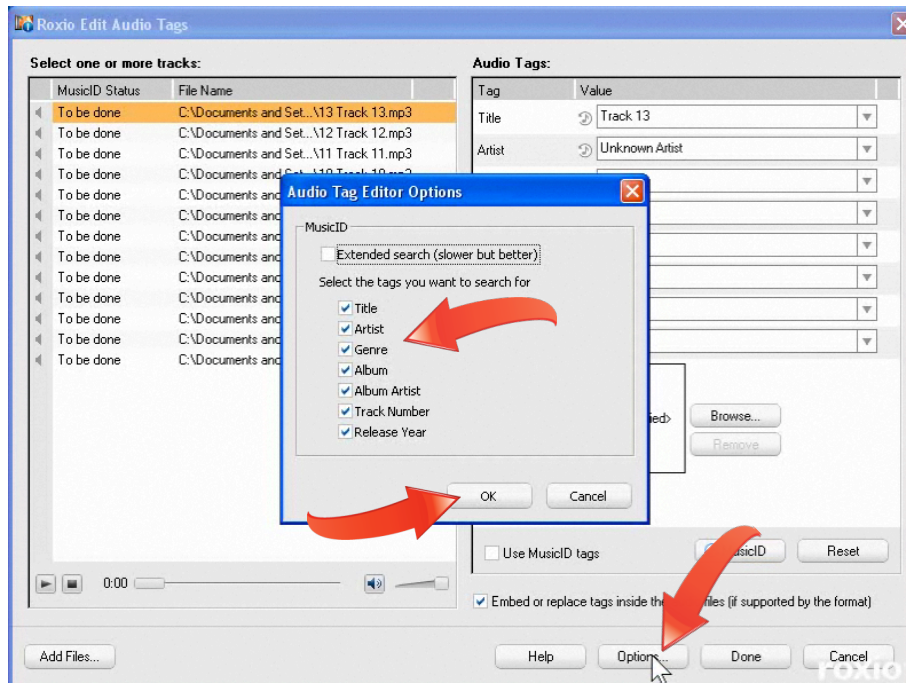 Roxio Edit Audio Tags
Select one or more tracks:
MusicID Status File Name
To be done C:\Documents and Set...\13 Track 13.mp3
To be done C:\Documents and Set...\12 Track 12.mp3
To be done C:\Documents and Set...\11 Track 11.mp3
To be done C:\Documents and
To be done C:\Documents and
To be done C:\Documents and
To be done C:\Documents and
To be done C:\Documents and
To be done C:\Documents and
To be done C:\Documents and
To be done C:\Documents and
To be done C:\Documents and
To be done C:\Documents and
0:00
Audio Tags:
Tag Value
Title Track 13
Artist Unknown Artist
Browse...
Remove
Use MusicID tags
Reset
Embed or replace tags inside the files (if supported by the format)
Audio Tag Editor Options
MusicID
Extended search (slower but better)
Select the tags you want to search for
Title
Artist
Genre
Album
Album Artist
Track Number
Release Year
OK Cancel
Add Files... Help Options... Done Cancel
roxio